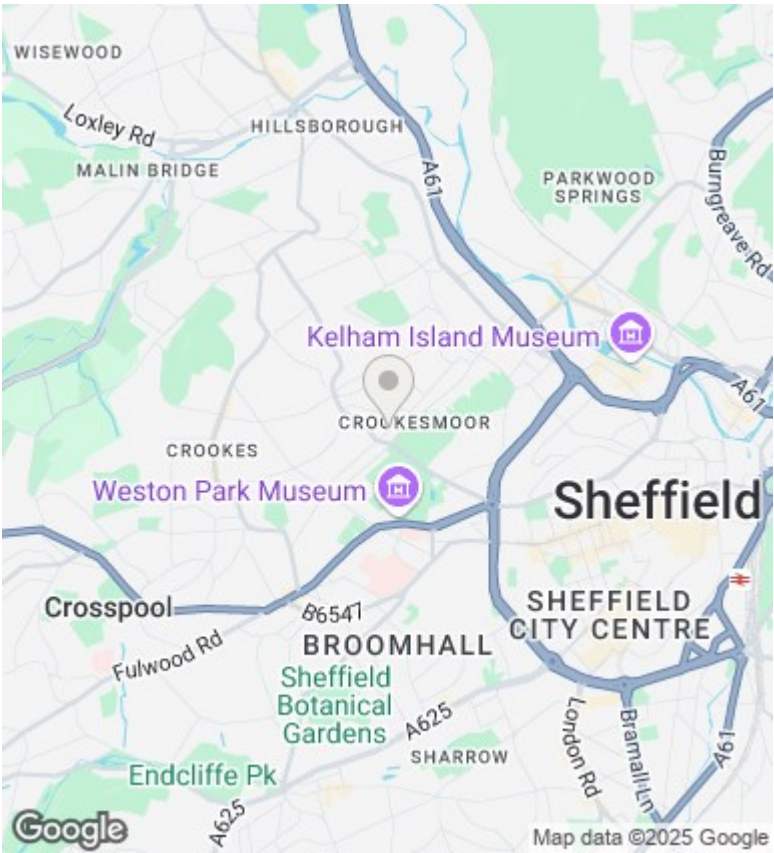 WISEWOOD
Loxley Rd
HILLSBOROUGH
MALIN BRIDGE
A61
PARKWOOD
SPRINGS
Burngreave Rd
Kelham Island Museum
A61
CROOKESMOOR
CROOKES
Weston Park Museum
Sheffield
Crosspool
B6547
SHEFFIELD
CITY CENTRE
Fulwood Rd
BROOMHALL
Sheffield
Botanical
Gardens
A625
London Rd
Bramall Ln
A61
SHARROW
Endcliffe Pk
A625
Google
Map data ©2025 Google